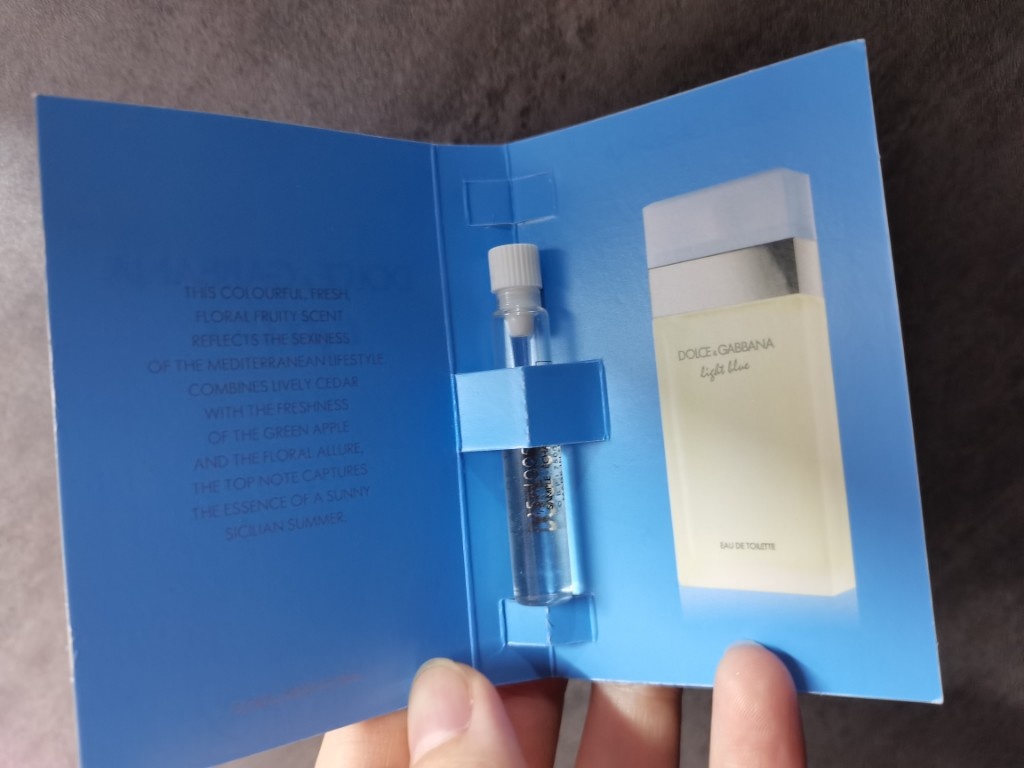 THIS COLOURFUL, FRESH,
FLORAL FRUITY SCENT
REFLECTS THE SEXINESS
OF THE MEDITERRANEAN LIFESTYLE
COMBINES LIVELY CEDAR
WITH THE FRESHNESS
OF THE GREEN APPLE
AND THE FLORAL ALLURE,
THE TOP NOTE CAPTURES
THE ESSENCE OF A SUNNY
SICILIAN SUMMER.
DOLCE & GABBANA
light blue
EAU DE TOILETTE